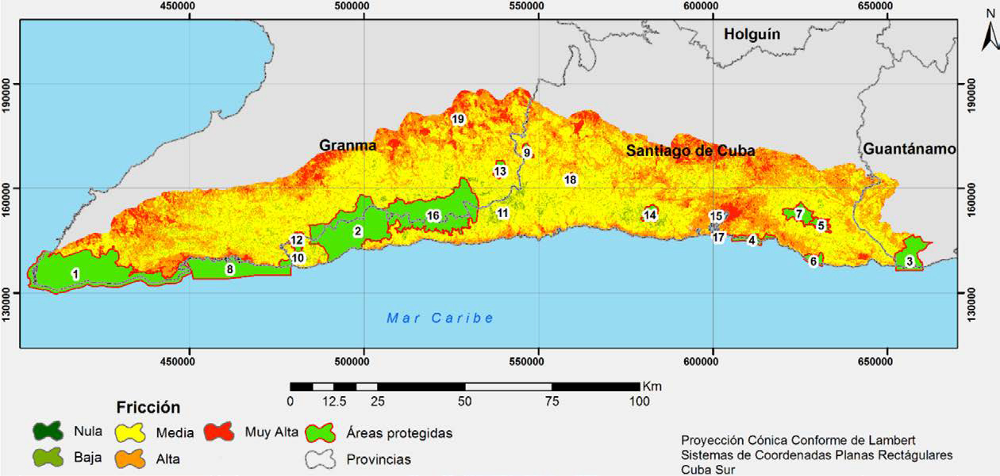 450000 500000 550000 600000 650000
N
Holguín
190000 190000
19
Granma
9
Santiago de Cuba
Guantánamo
13
18
160000 160000
11
16
14
15
7
5
2
12
17
4
10
6
3
8
1
130000 130000
Mar Caribe
450000 500000 550000 600000 650000
Km
0 12.5 25 50 75 100
Fricción
Nula Media Muy Alta Áreas protegidas
Baja Alta Provincias
Proyección Cónica Conforme de Lambert
Sistemas de Coordenadas Planas Rectágulares
Cuba Sur